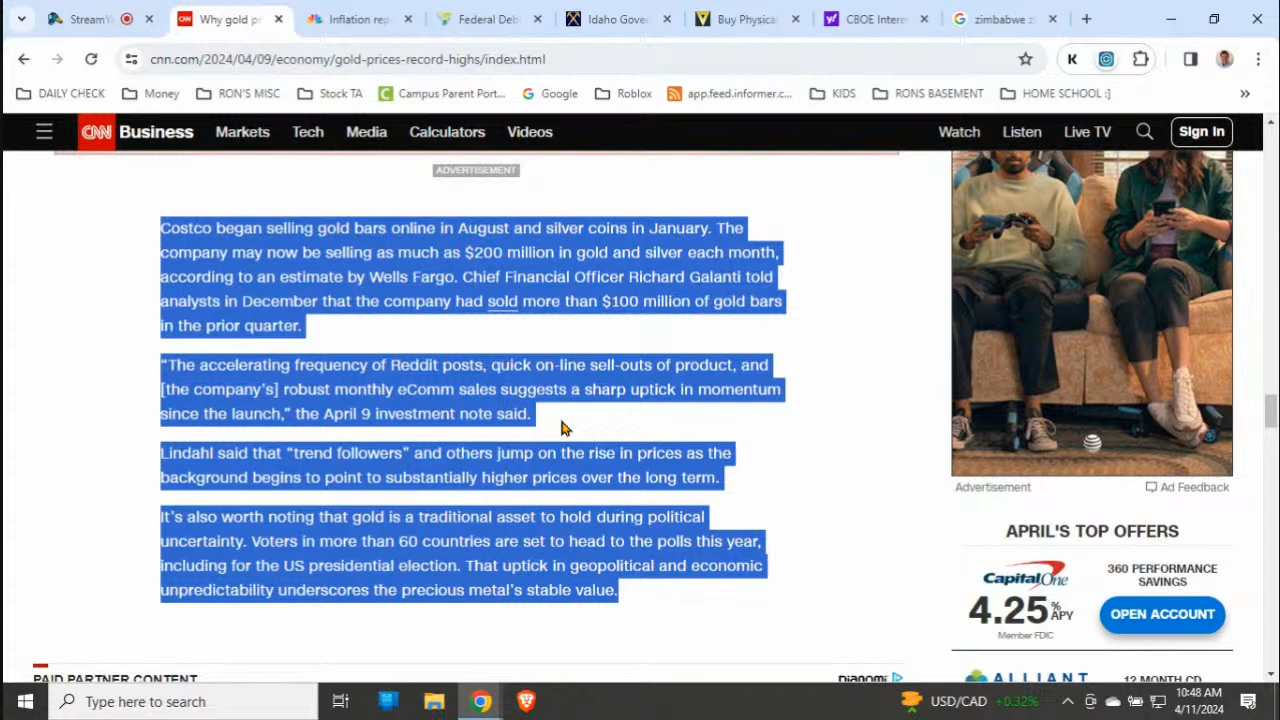 StreamYa
Why gold pr
Inflation rep
Federal Deb
Idaho Gove
Buy Physica
CBOE Intere
zimbabwe z
cnn.com/2024/04/09/economy/gold-prices-record-highs/index.html
K
DAILY CHECK
Money
RON'S MISC
Stock TA
Campus Parent Port...
Google
Roblox
app.feed.informer.c...
KIDS
RONS BASEMENT
HOME SCHOOL :]
»
CNN Business
Markets
Tech
Media
Calculators
Videos
Watch
Listen
Live TV
Sign in
ADVERTISEMENT
Costco began selling gold bars online in August and silver coins in January. The
company may now be selling as much as $200 million in gold and silver each month,
according to an estimate by Wells Fargo. Chief Financial Officer Richard Galanti told
analysts in December that the company had sold more than $100 million of gold bars
in the prior quarter.
“The accelerating frequency of Reddit posts, quick on-line sell-outs of product, and
[the company’s] robust monthly eComm sales suggests a sharp uptick in momentum
since the launch,” the April 9 investment note said.
Lindahl said that “trend followers” and others jump on the rise in prices as the
background begins to point to substantially higher prices over the long term.
It’s also worth noting that gold is a traditional asset to hold during political
uncertainty. Voters in more than 60 countries are set to head to the polls this year,
including for the US presidential election. That uptick in geopolitical and economic
unpredictability underscores the precious metal’s stable value.
Advertisement
Ad Feedback
APRIL'S TOP OFFERS
Capital One
4.25% APY
Member FDIC
360 PERFORMANCE
SAVINGS
OPEN ACCOUNT
ALLIANT
12 MONTH CD
PAID PARTNER CONTENT
Dianomi
Type here to search
USD/CAD +0.32%
10:48 AM
4/11/2024